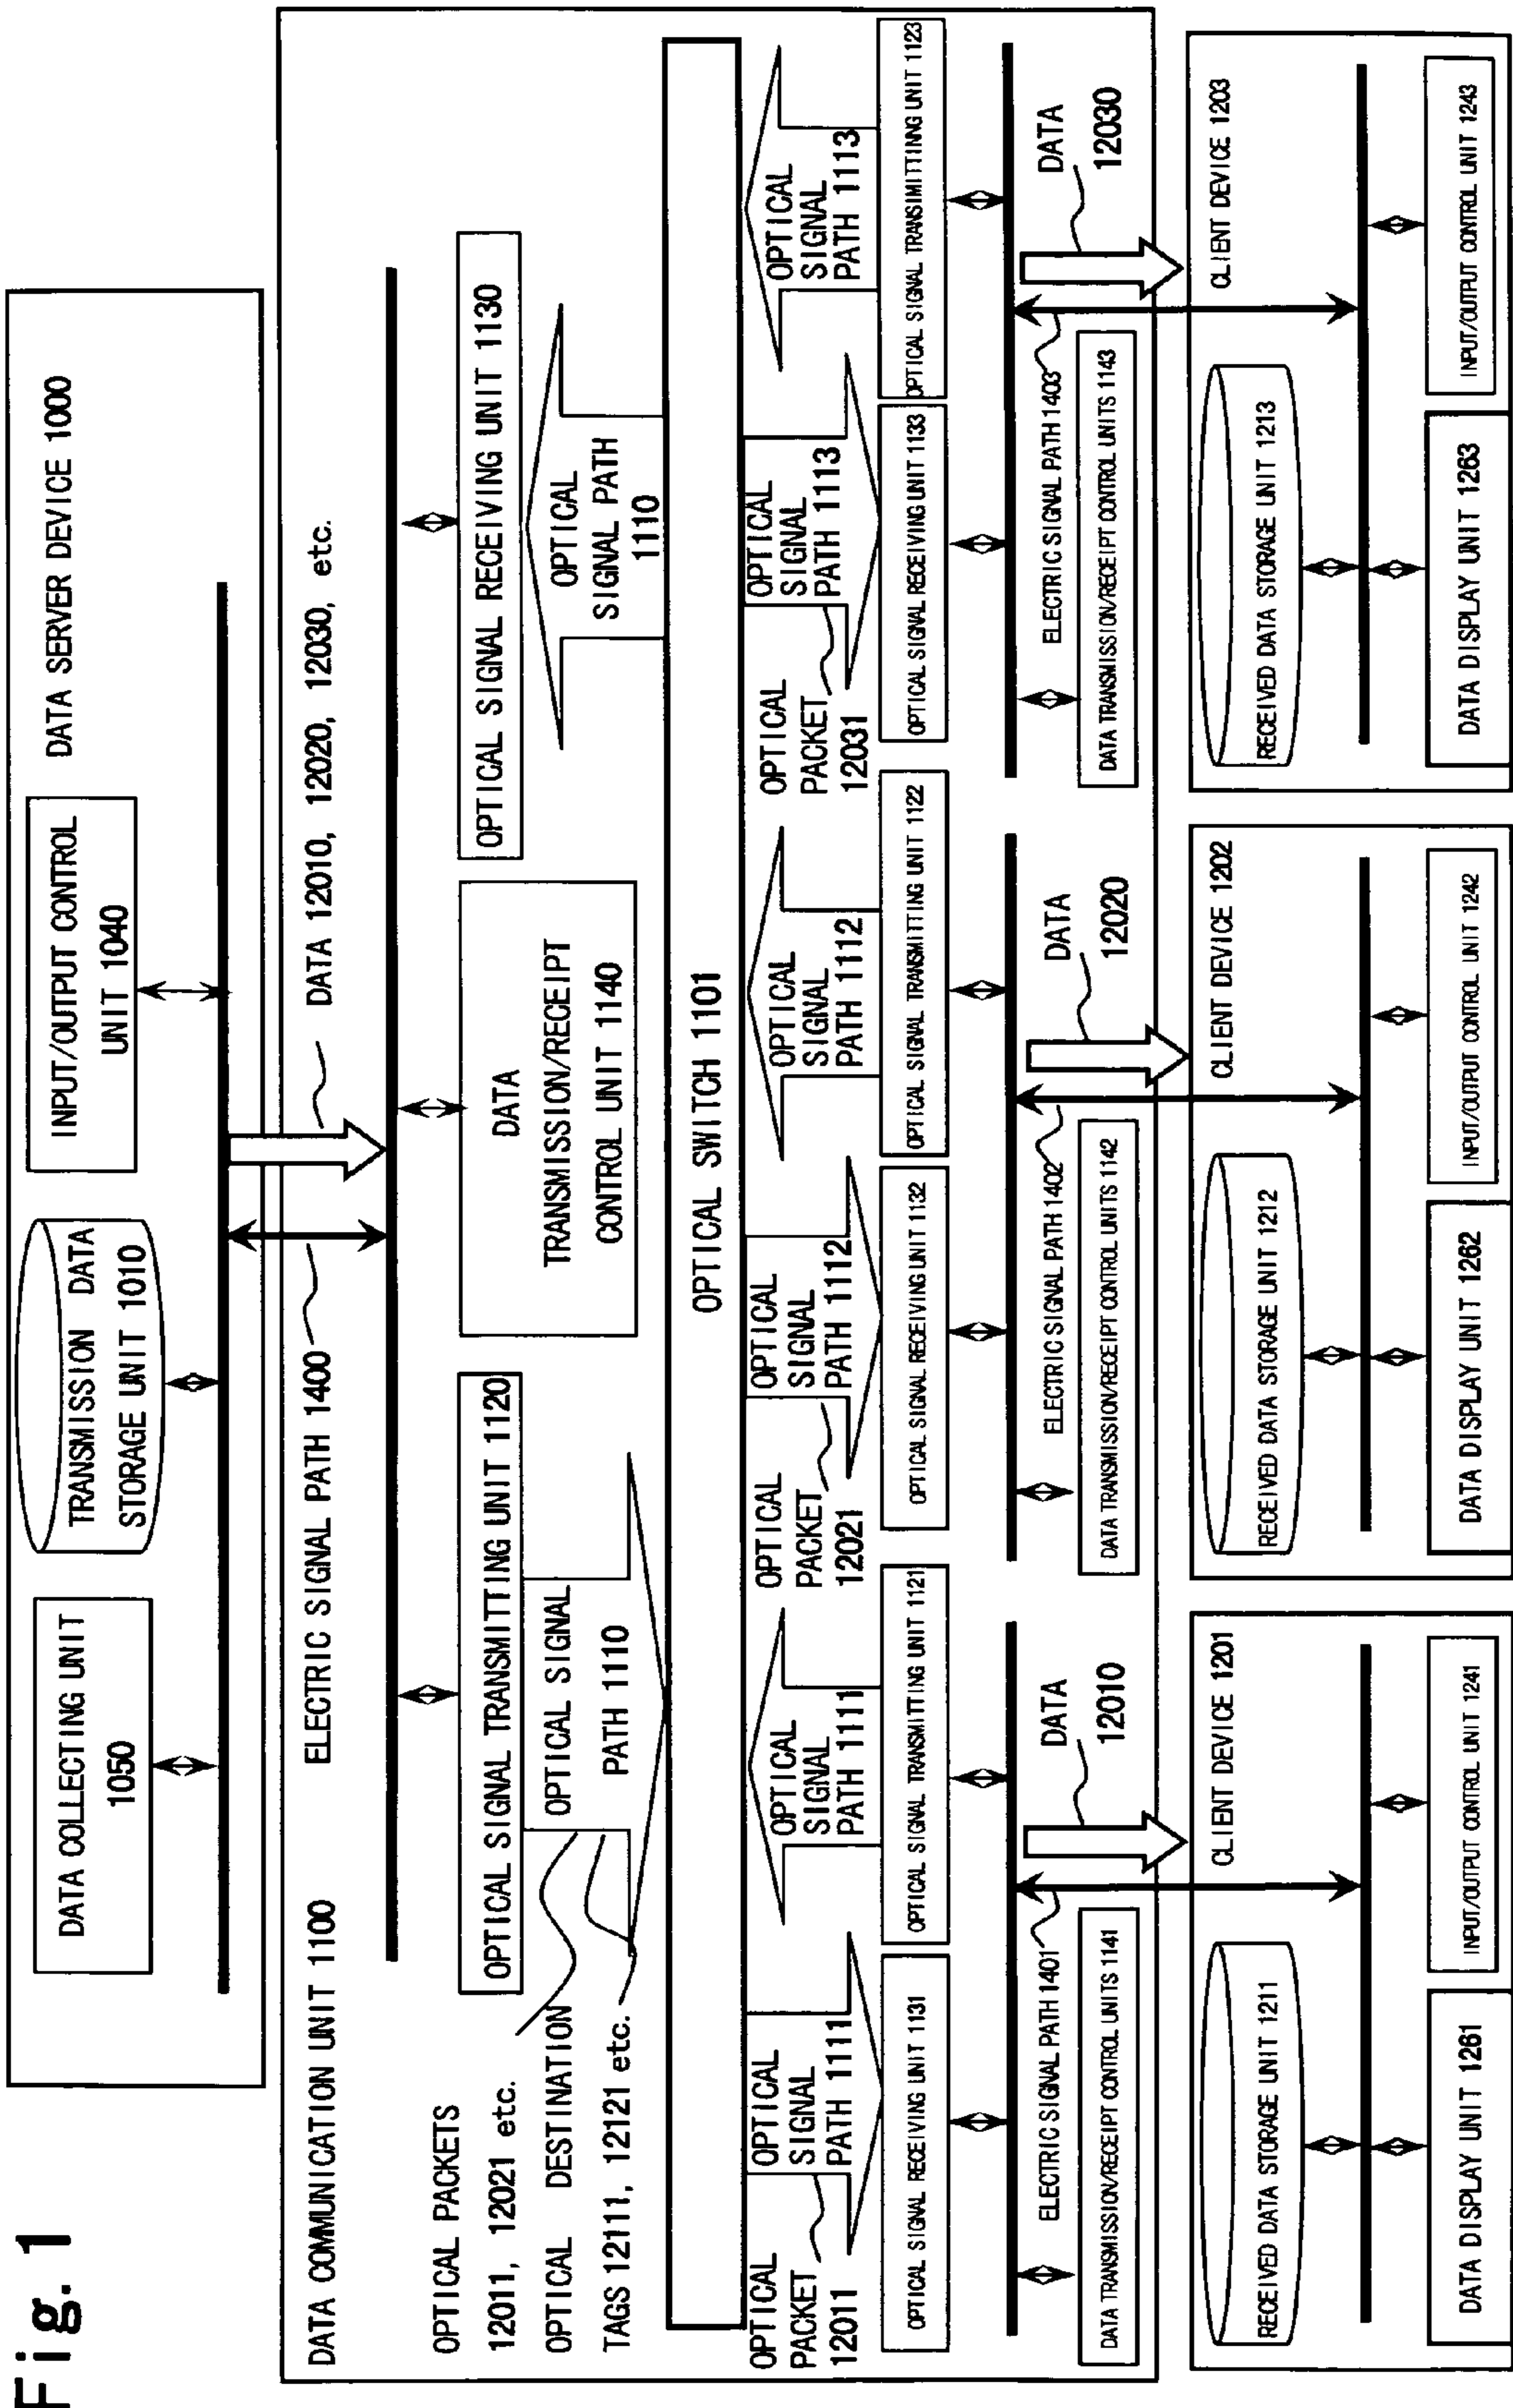 Fig.1
DATA COLLECTING UNIT
1050
TRANSMISSION DATA
STORAGE UNIT 1010
INPUT/OUTPUT CONTROL
UNIT 1040
DATA SERVER DEVICE 1000
DATA COMMUNICATION UNIT 1100
ELECTRIC SIGNAL PATH 1400
DATA 12010, 12020, 12030, etc.
OPTICAL PACKETS
12011, 12021 etc.
OPTICAL DESTINATION
TAGS 12111, 12121 etc.
OPTICAL SIGNAL TRANSMITTING UNIT 1120
OPTICAL SIGNAL
PATH 1110
DATA
TRANSMISSION/RECEIPT
CONTROL UNIT 1140
OPTICAL SIGNAL RECEIVING UNIT 1130
OPTICAL
SIGNAL PATH
1110
OPTICAL SWITCH 1101
OPTICAL
PACKET
12011
OPTICAL
SIGNAL
PATH 1111
OPTICAL
SIGNAL
PATH 1111
OPTICAL
PACKET
12021
OPTICAL
SIGNAL
PATH 1112
OPTICAL
SIGNAL
PATH 1112
OPTICAL
PACKET
12031
OPTICAL
SIGNAL
PATH 1113
OPTICAL
SIGNAL
PATH 1113
OPTICAL SIGNAL RECEIVING UNIT 1131
OPTICAL SIGNAL TRANSMITTING UNIT 1121
OPTICAL SIGNAL RECEIVING UNIT 1132
OPTICAL SIGNAL TRANSMITTING UNIT 1122
OPTICAL SIGNAL RECEIVING UNIT 1133
OPTICAL SIGNAL TRANSIMITTINNG UNIT 1123
ELECTRIC SIGNAL PATH 1401
DATA
12010
DATA TRANSMISSION/RECEIPT CONTROL UNITS 1141
ELECTRIC SIGNAL PATH 1402
DATA
12020
DATA TRANSMISSION/RECEIPT CONTROL UNITS 1142
ELECTRIC SIGNAL PATH 1403
DATA
12030
DATA TRANSMISSION/RECEIPT CONTROL UNITS 1143
CLIENT DEVICE 1201
RECEIVED DATA STORAGE UNIT 1211
DATA DISPLAY UNIT 1261
INPUT/OUTPUT CONTROL UNIT 1241
CLIENT DEVICE 1202
RECEIVED DATA STORAGE UNIT 1212
DATA DISPLAY UNIT 1262
INPUT/OUTPUT CONTROL UNIT 1242
CLIENT DEVICE 1203
RECEIVED DATA STORAGE UNIT 1213
DATA DISPLAY UNIT 1263
INPUT/OUTPUT CONTROL UNIT 1243